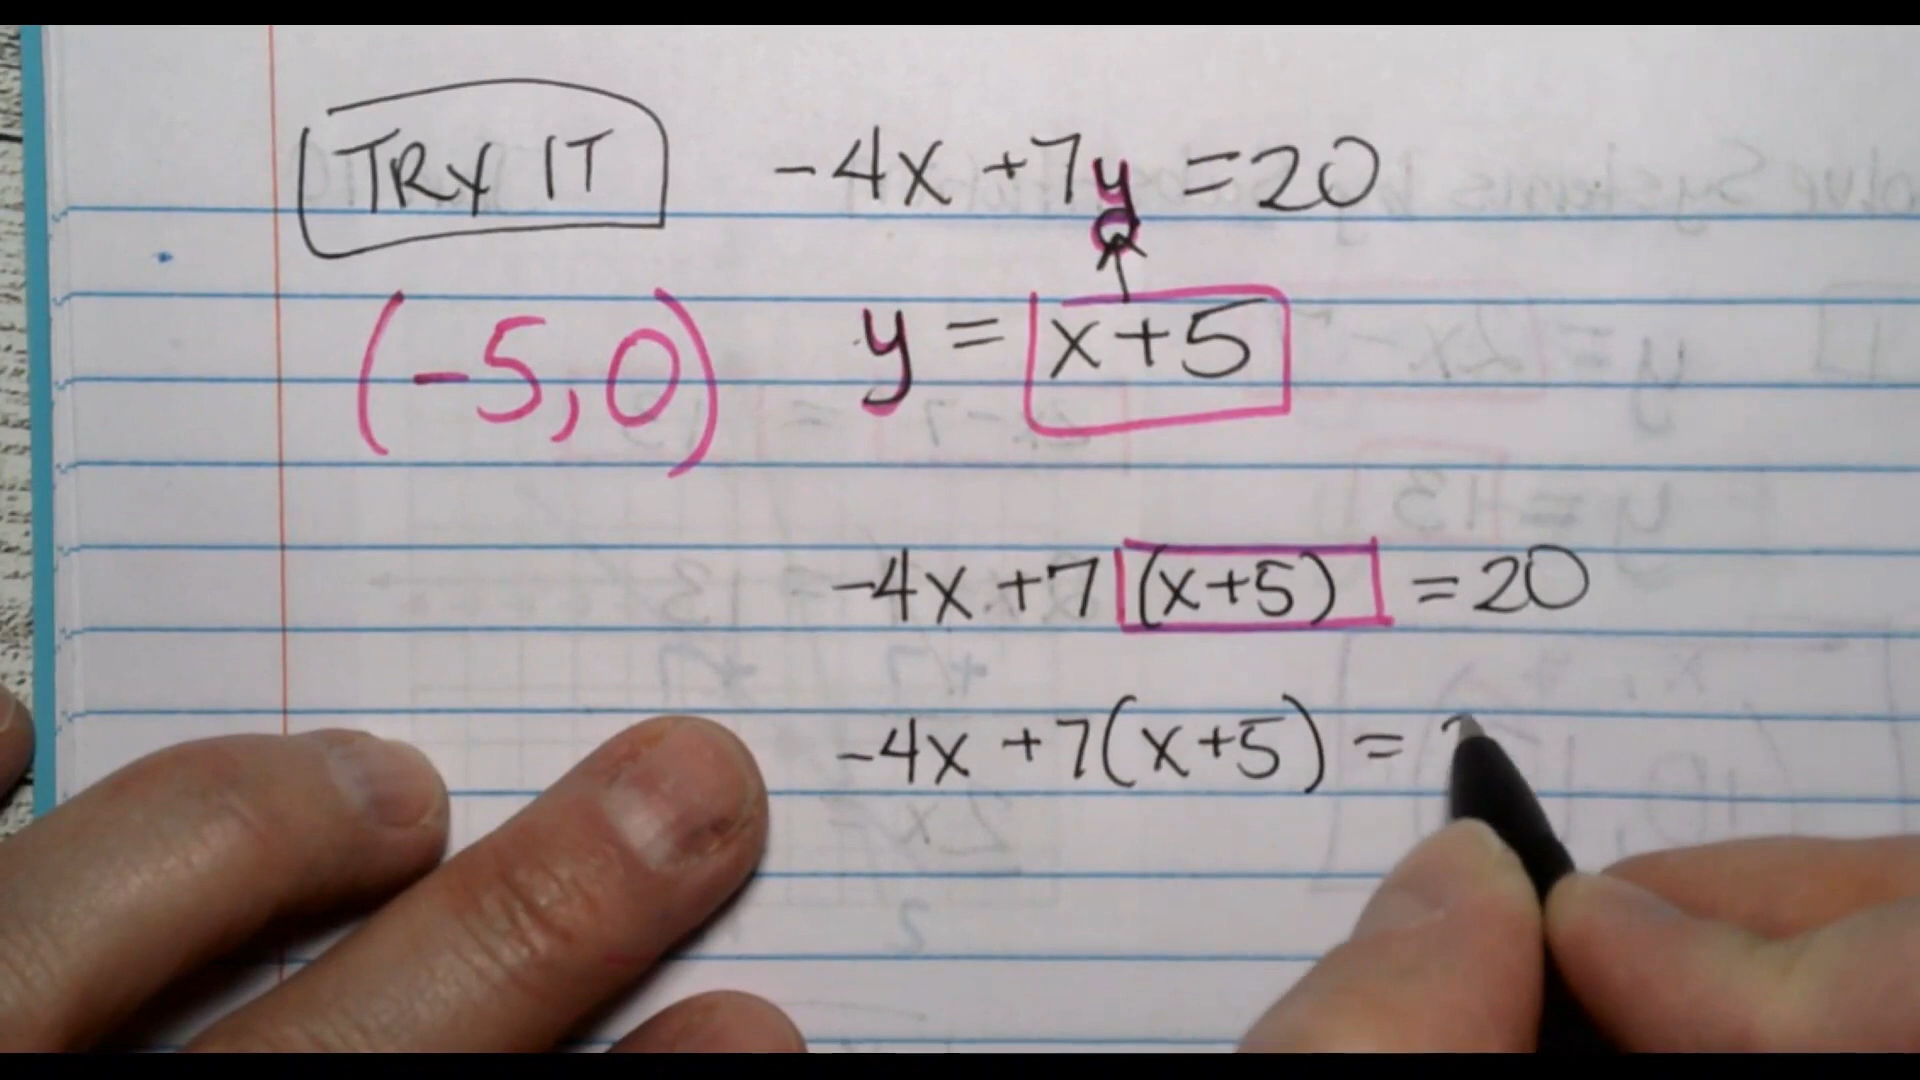 TRY IT
-4x +7y =20
(-5,0)
y = x+5
-4x +7 (x+5) = 20
-4x +7(x+5) =